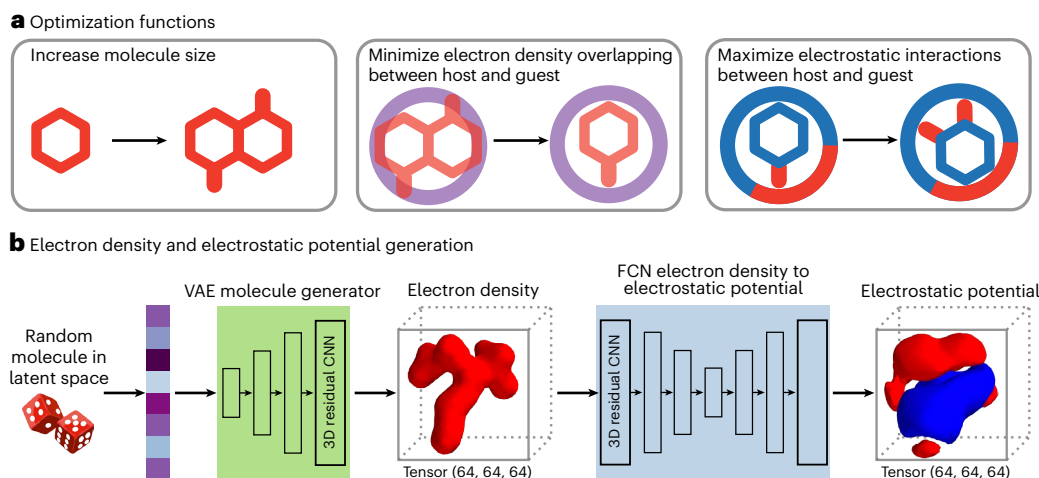 a Optimization functions
Increase molecule size
Minimize electron density overlapping
between host and guest
Maximize electrostatic interactions
between host and guest
b Electron density and electrostatic potential generation
Random
molecule in
latent space
VAE molecule generator
3D residual CNN
Electron density
Tensor (64, 64, 64)
FCN electron density to
electrostatic potential
3D residual CNN
Electrostatic potential
Tensor (64, 64, 64)